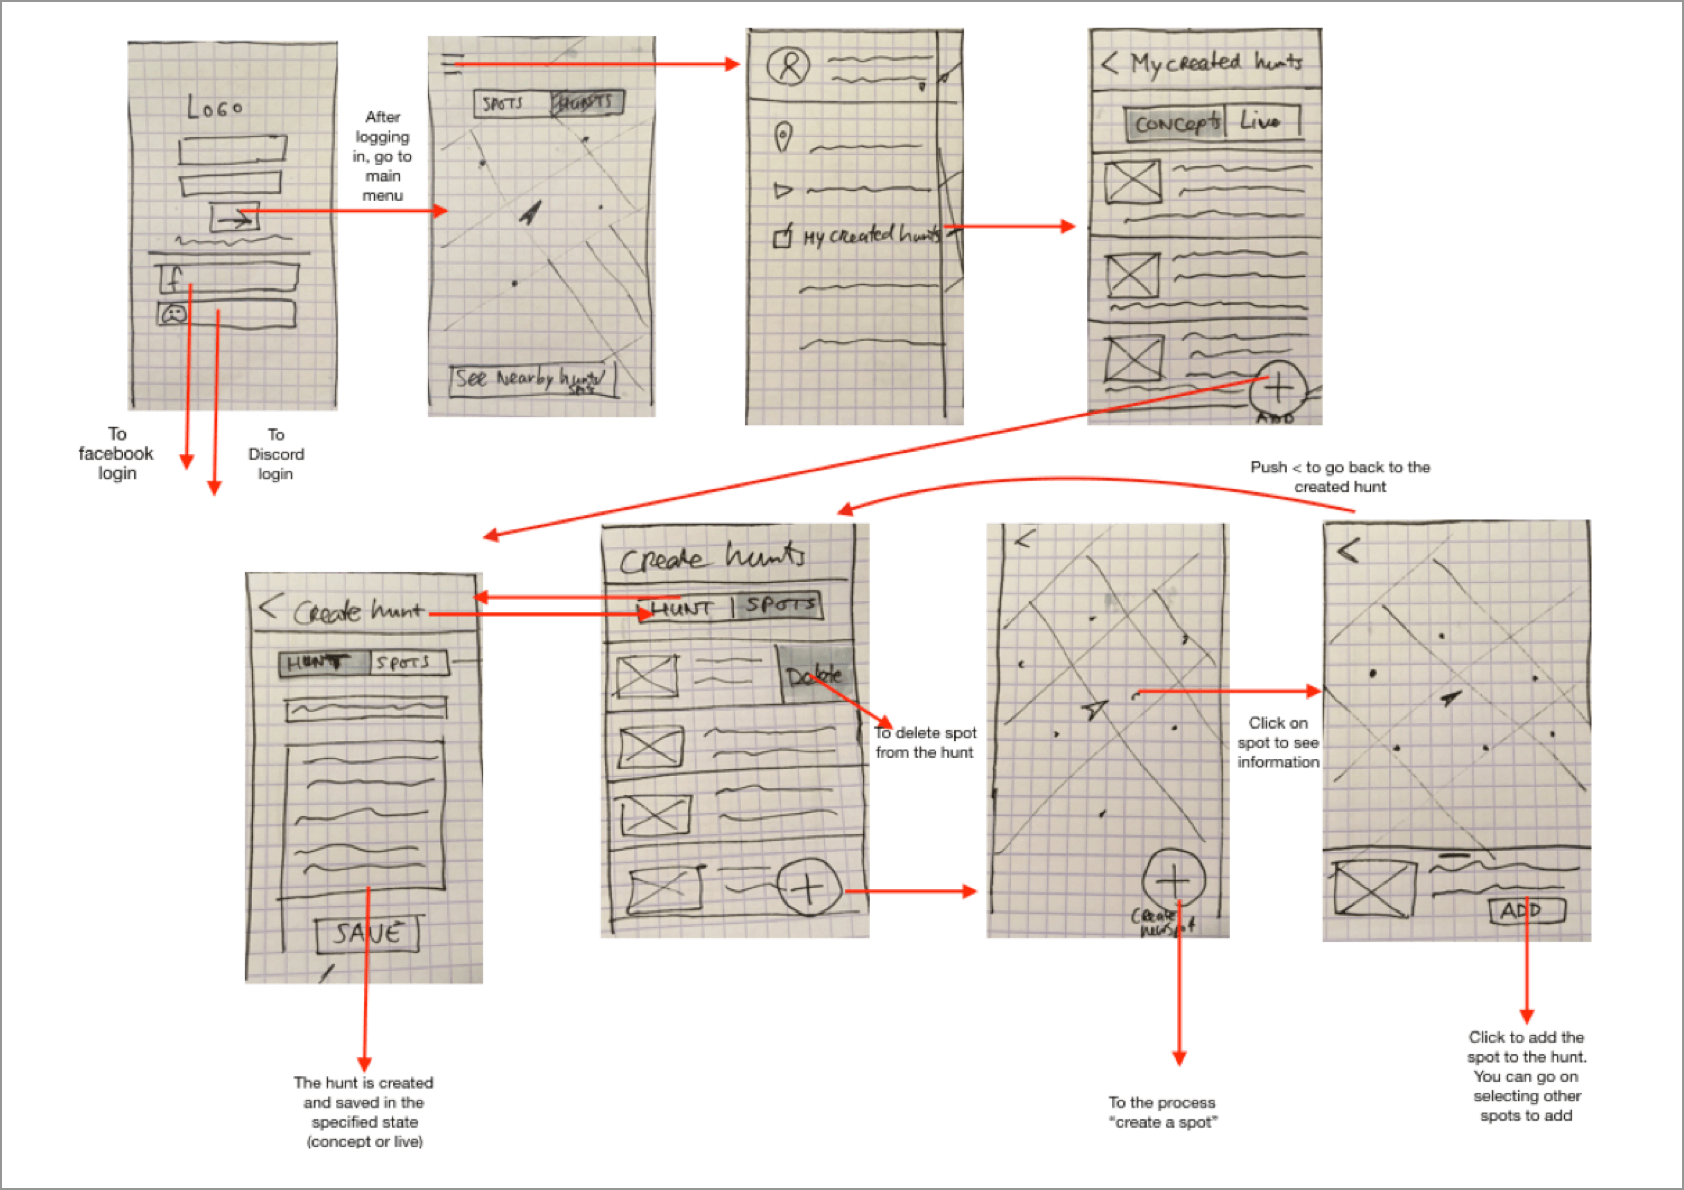 LOGO
f
After
logging
in, go to
main
menu
SPOTS
HUNTS
See Nearby hunts/
spots
My created hunts
< My created hunts
CONCEPTS
Live
ADD
To
facebook
login
To
Discord
login
Push < to go back to the
created hunt
< Create hunt
HUNT
SPOTS
SAVE
The hunt is created
and saved in the
specified state
(concept or live)
Create hunts
HUNT
SPOTS
Delete
To delete spot
from the hunt
<
Create
new spot
To the process
“create a spot”
Click on
spot to see
information
<
ADD
Click to add the
spot to the hunt.
You can go on
selecting other
spots to add